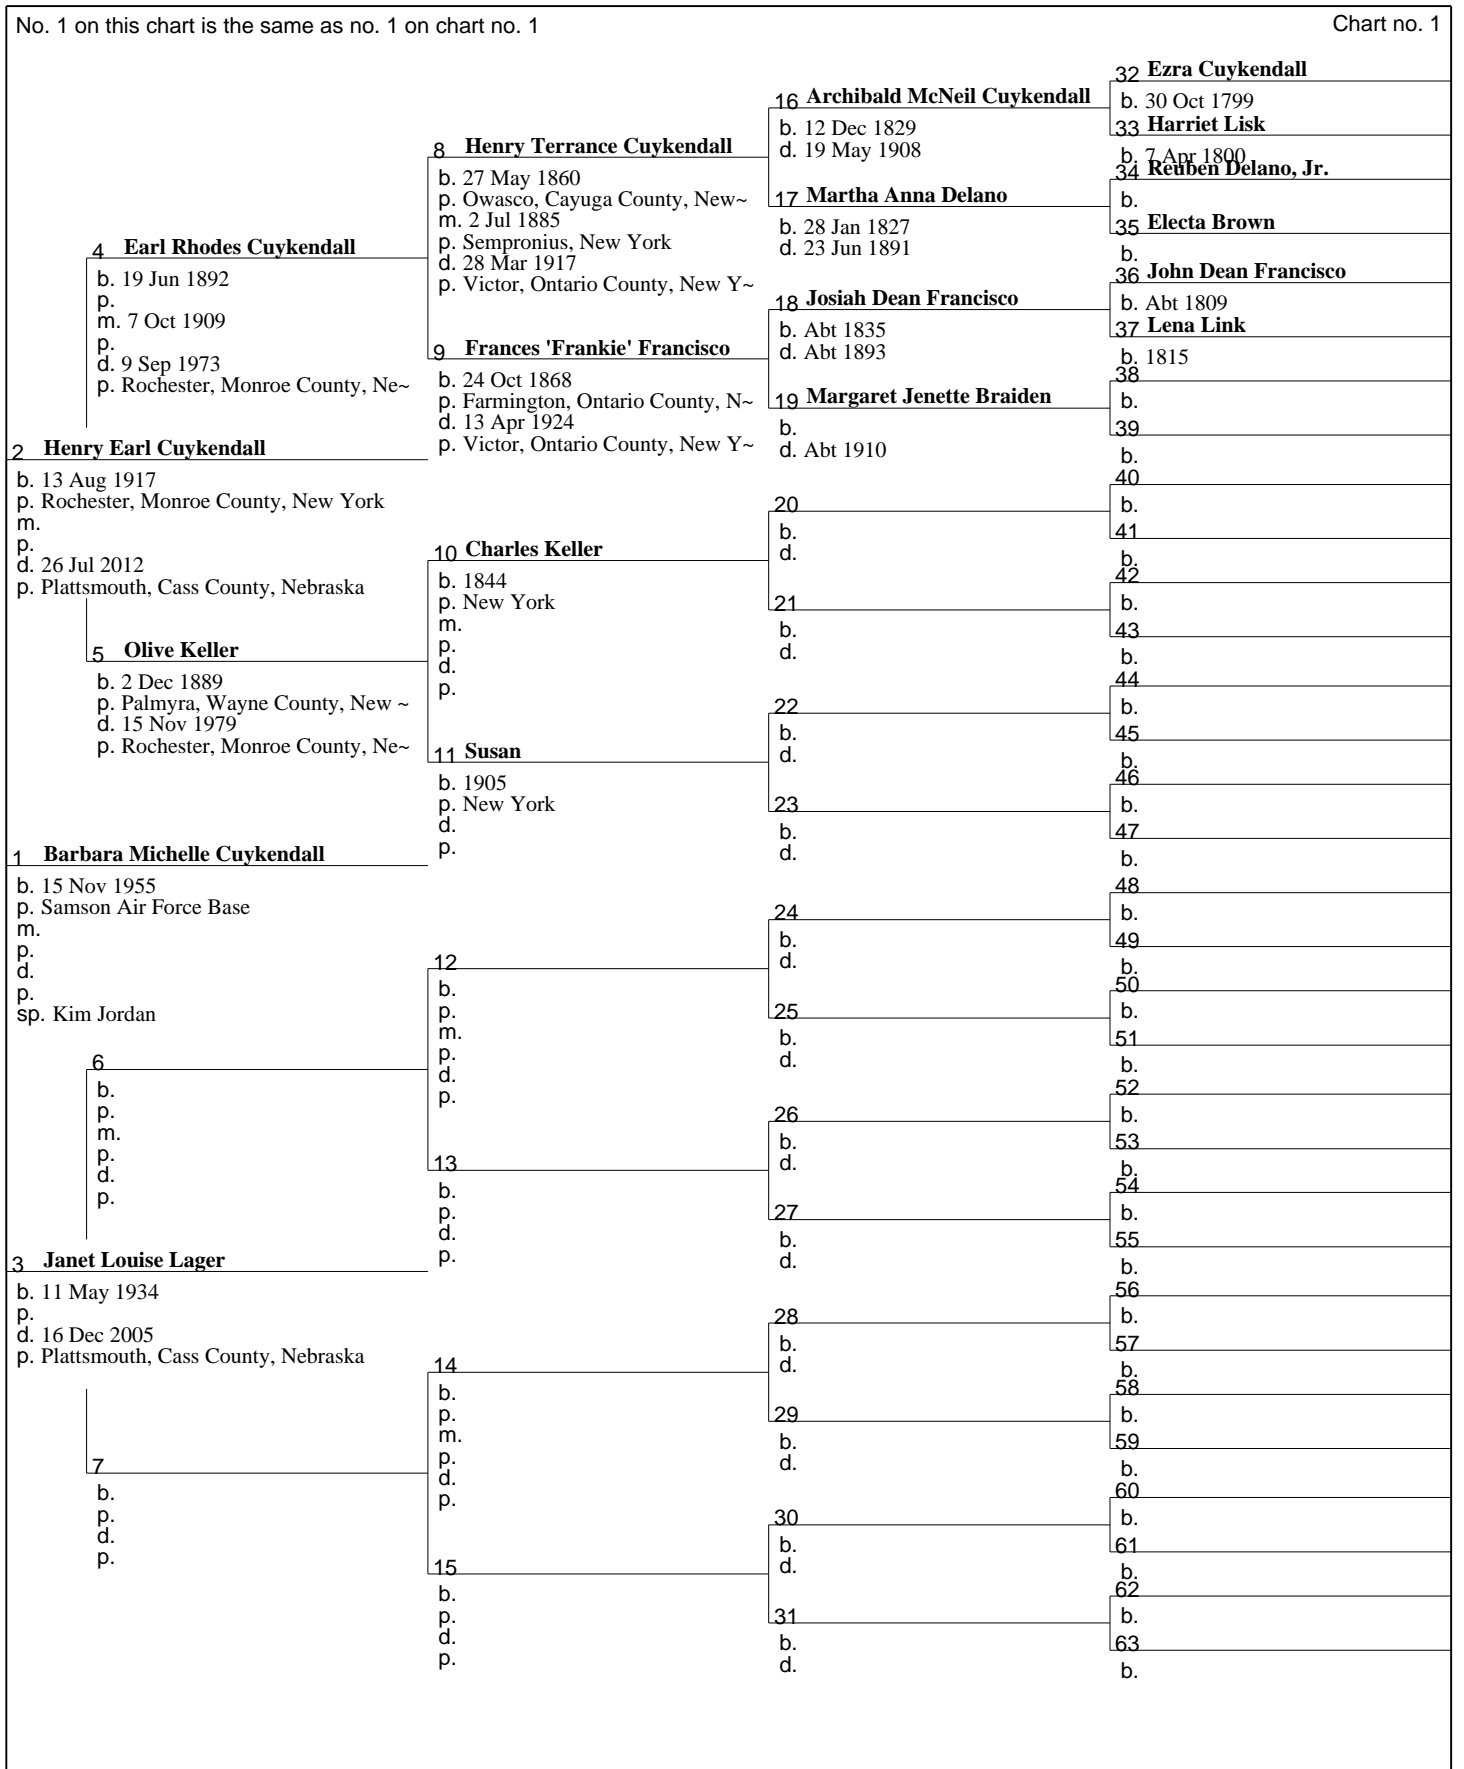 No. 1 on this chart is the same as no. 1 on chart no. 1
Chart no. 1
32 Ezra Cuykendall
b. 30 Oct 1799
16 Archibald McNeil Cuykendall
b. 12 Dec 1829
d. 19 May 1908
33 Harriet Lisk
b. 7 Apr 1800
8 Henry Terrance Cuykendall
b. 27 May 1860
p. Owasco, Cayuga County, New~
m. 2 Jul 1885
p. Sempronius, New York
d. 28 Mar 1917
p. Victor, Ontario County, New Y~
34 Reuben Delano, Jr.
b.
17 Martha Anna Delano
b. 28 Jan 1827
d. 23 Jun 1891
35 Electa Brown
b.
4 Earl Rhodes Cuykendall
b. 19 Jun 1892
p.
m. 7 Oct 1909
p.
d. 9 Sep 1973
p. Rochester, Monroe County, Ne~
36 John Dean Francisco
b. Abt 1809
18 Josiah Dean Francisco
b. Abt 1835
d. Abt 1893
37 Lena Link
b. 1815
9 Frances 'Frankie' Francisco
b. 24 Oct 1868
p. Farmington, Ontario County, N~
d. 13 Apr 1924
p. Victor, Ontario County, New Y~
38
b.
19 Margaret Jenette Braiden
b.
d. Abt 1910
39
b.
2 Henry Earl Cuykendall
b. 13 Aug 1917
p. Rochester, Monroe County, New York
m.
p.
d. 26 Jul 2012
p. Plattsmouth, Cass County, Nebraska
40
b.
20
b.
d.
41
b.
10 Charles Keller
b. 1844
p. New York
m.
p.
d.
p.
42
b.
21
b.
d.
43
b.
5 Olive Keller
b. 2 Dec 1889
p. Palmyra, Wayne County, New ~
d. 15 Nov 1979
p. Rochester, Monroe County, Ne~
44
b.
22
b.
d.
45
b.
11 Susan
b. 1905
p. New York
d.
p.
46
b.
23
b.
d.
47
b.
1 Barbara Michelle Cuykendall
b. 15 Nov 1955
p. Samson Air Force Base
m.
p.
d.
p.
sp. Kim Jordan
48
b.
24
b.
d.
49
b.
12
b.
p.
m.
p.
d.
p.
50
b.
25
b.
d.
51
b.
6
b.
p.
m.
p.
d.
p.
52
b.
26
b.
d.
53
b.
13
b.
p.
d.
p.
54
b.
27
b.
d.
55
b.
3 Janet Louise Lager
b. 11 May 1934
p.
d. 16 Dec 2005
p. Plattsmouth, Cass County, Nebraska
56
b.
28
b.
d.
57
b.
14
b.
p.
m.
p.
d.
p.
58
b.
29
b.
d.
59
b.
7
b.
p.
d.
p.
60
b.
30
b.
d.
61
b.
15
b.
p.
d.
p.
62
b.
31
b.
d.
63
b.